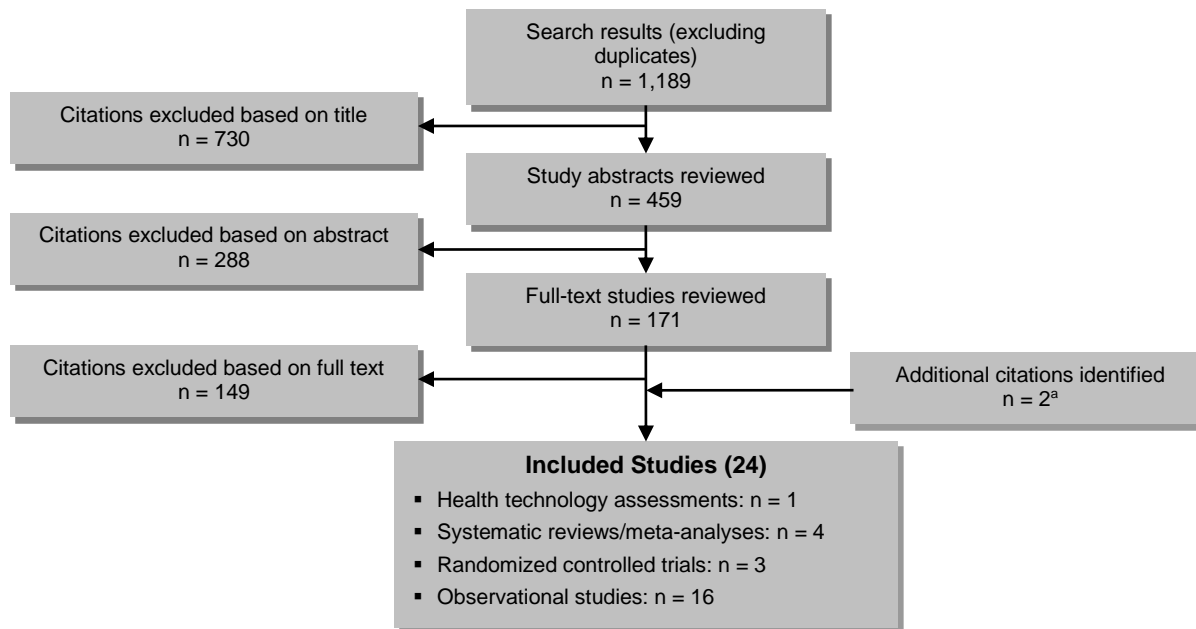 Search results (excluding
duplicates)
n = 1,189
Citations excluded based on title
n = 730
Study abstracts reviewed
n = 459
Citations excluded based on abstract
n = 288
Full-text studies reviewed
n = 171
Citations excluded based on full text
n = 149
Additional citations identified
n = 2ᵃ
Included Studies (24)
▪ Health technology assessments: n = 1
▪ Systematic reviews/meta-analyses: n = 4
▪ Randomized controlled trials: n = 3
▪ Observational studies: n = 16